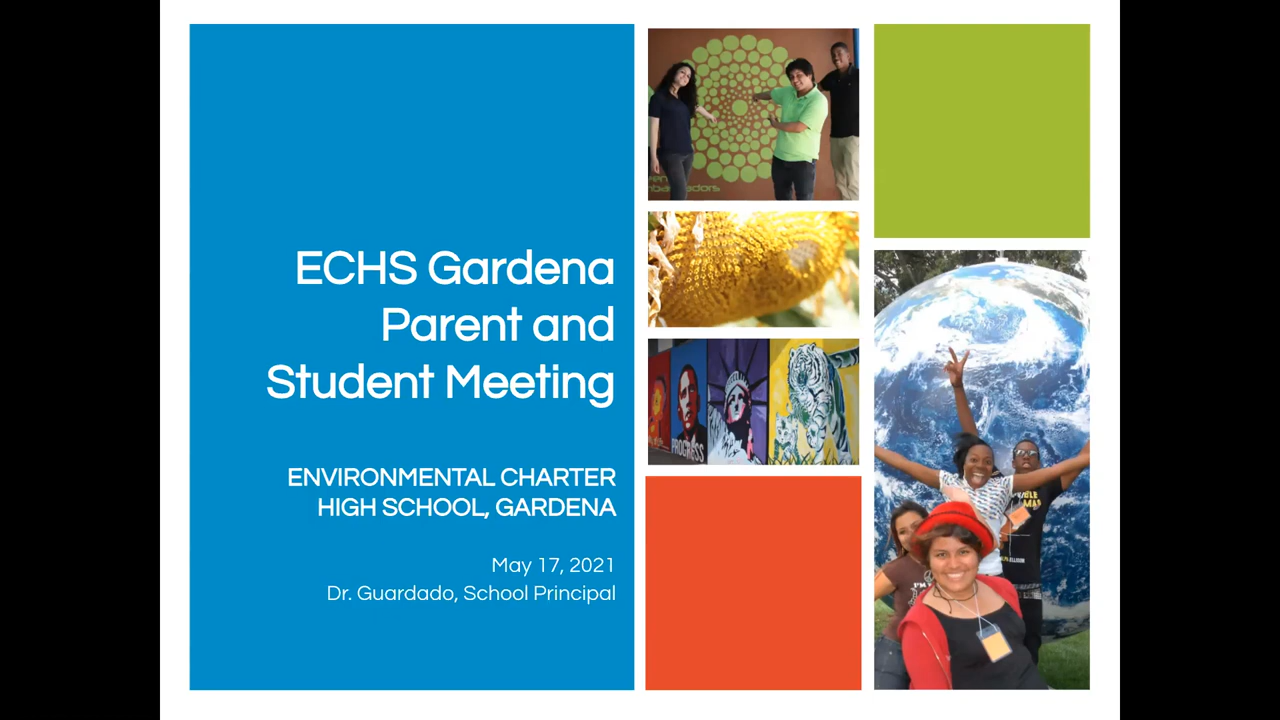 ECHS Gardena
Parent and
Student Meeting
ENVIRONMENTAL CHARTER
HIGH SCHOOL, GARDENA
May 17, 2021
Dr. Guardado, School Principal
PROGRESS